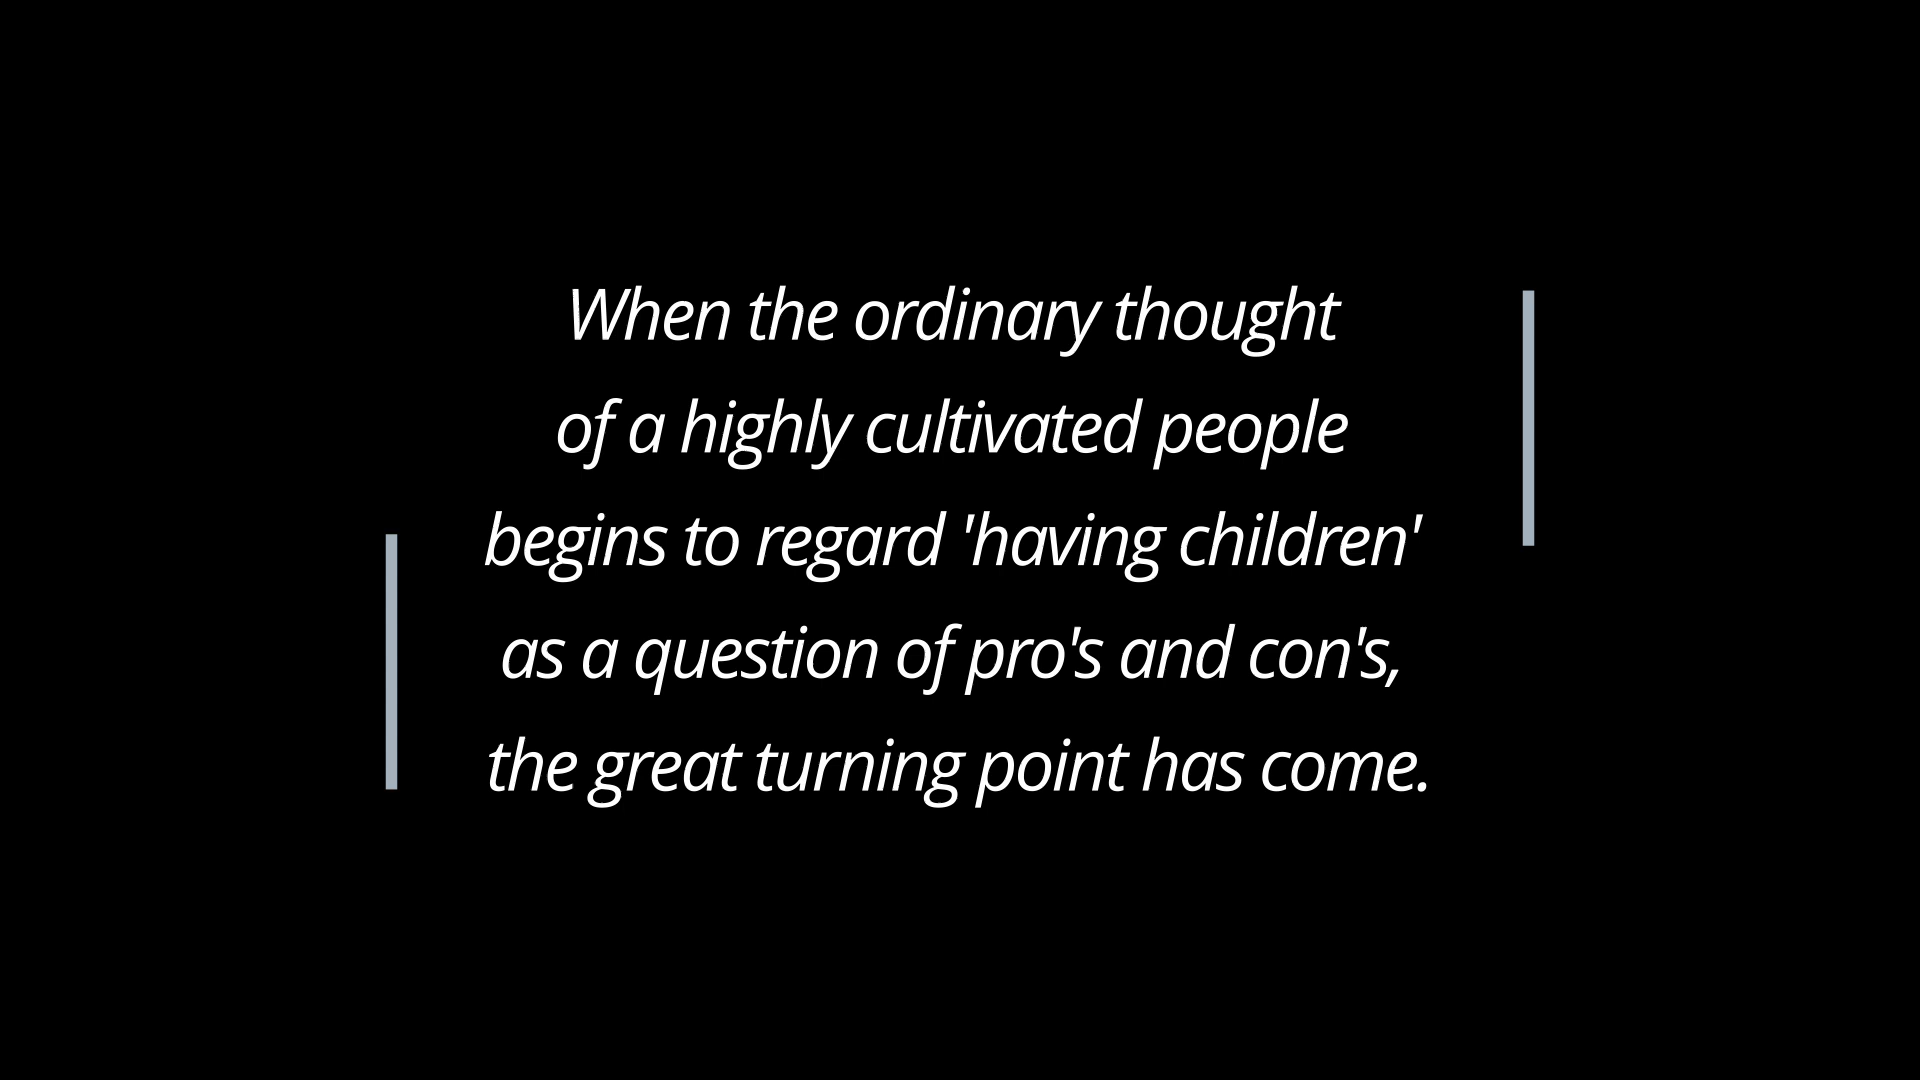 When the ordinary thought
of a highly cultivated people
begins to regard 'having children'
as a question of pro's and con's,
the great turning point has come.